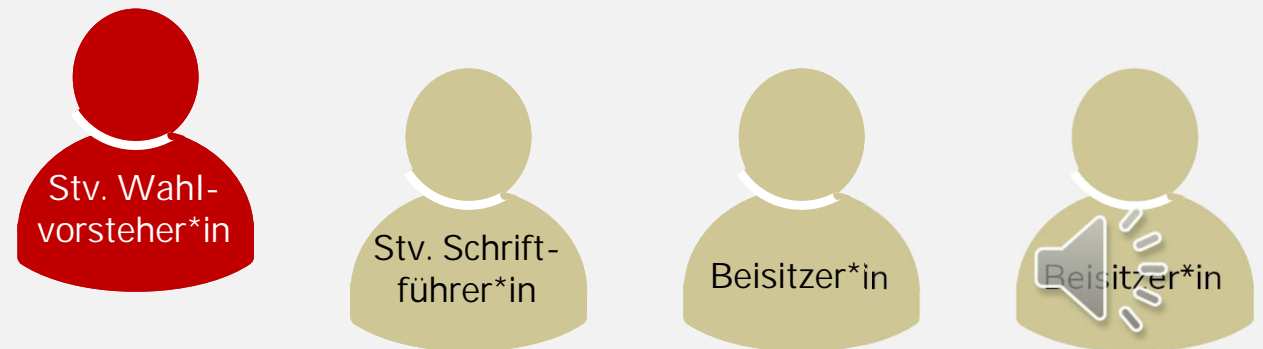 Stv. Wahl-
vorsteher*in
Stv. Schrift-
führer*in
Beisitzer*in
Beisitzer*in